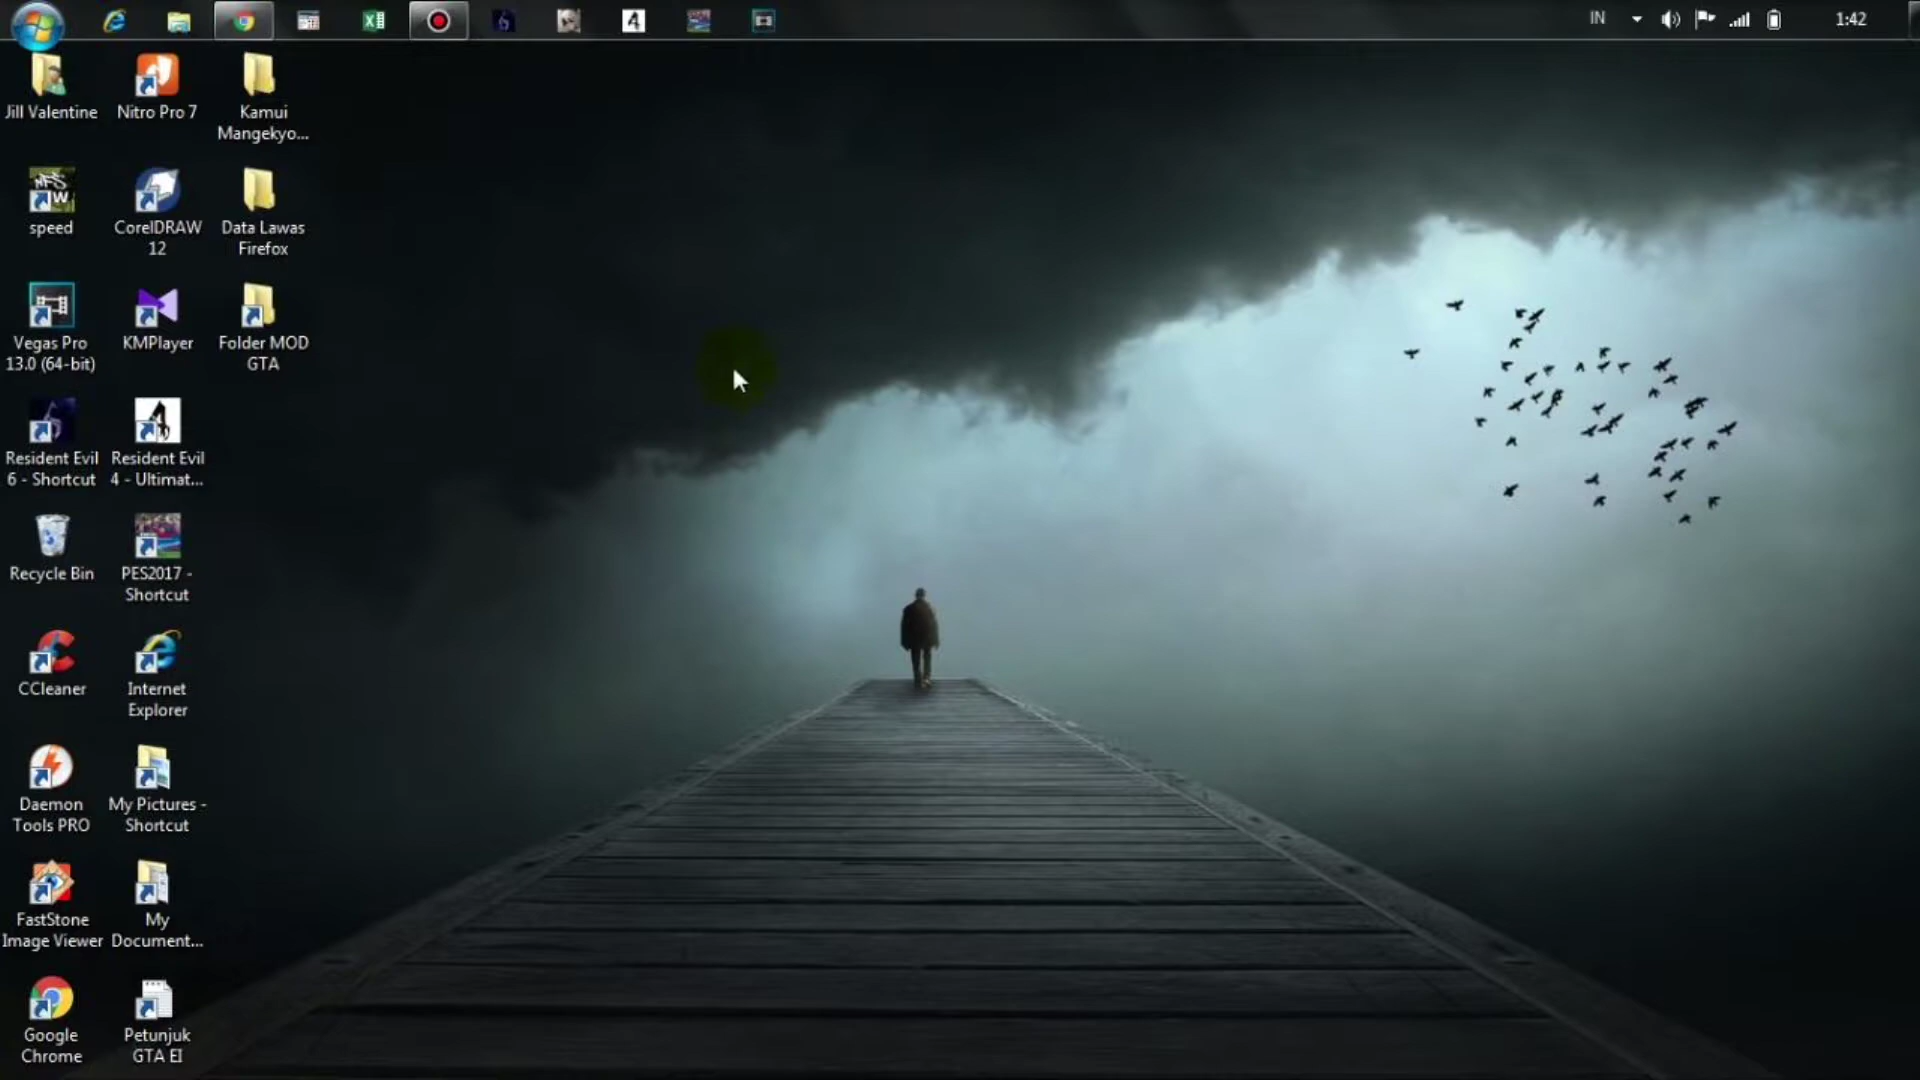 IN
1:42
Jill Valentine
Nitro Pro 7
Kamui
Mangekyo...
speed
CorelDRAW
12
Data Lawas
Firefox
Vegas Pro
13.0 (64-bit)
KMPlayer
Folder MOD
GTA
Resident Evil
6 - Shortcut
Resident Evil
4 - Ultimat...
Recycle Bin
PES2017 -
Shortcut
CCleaner
Internet
Explorer
Daemon
Tools PRO
My Pictures -
Shortcut
FastStone
Image Viewer
My
Document...
Google
Chrome
Petunjuk
GTA EI